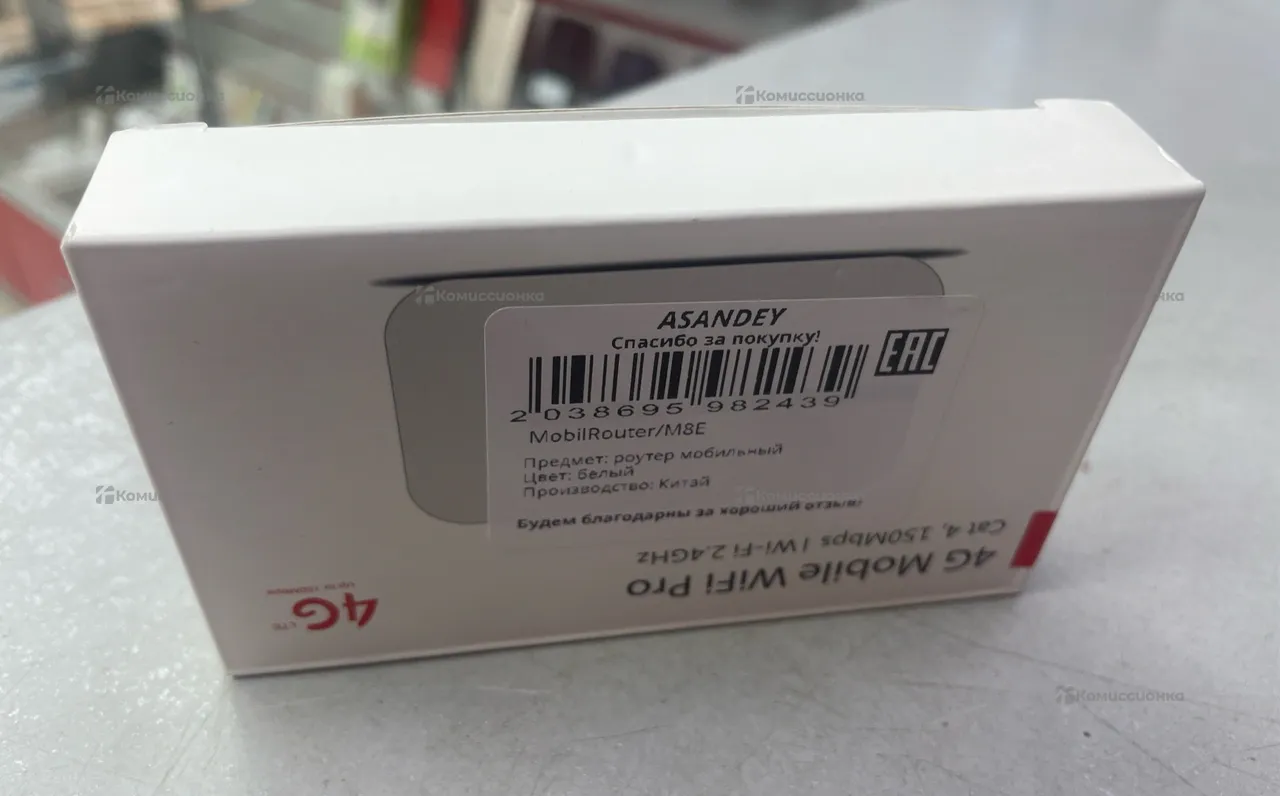 Комиссионка
Комиссионка
Комиссионка
ASANDEY
Спасибо за покупку!
EAC
2 038695 982439
MobilRouter/M8E
Предмет: роутер мобильный
Цвет: белый
Производство: Китай
Будем благодарны за хороший отзыв!
4G Mobile WiFi Pro
Cat 4, 150Mbps | Wi-Fi 2.4GHz
4G
LTE
Комиссионка